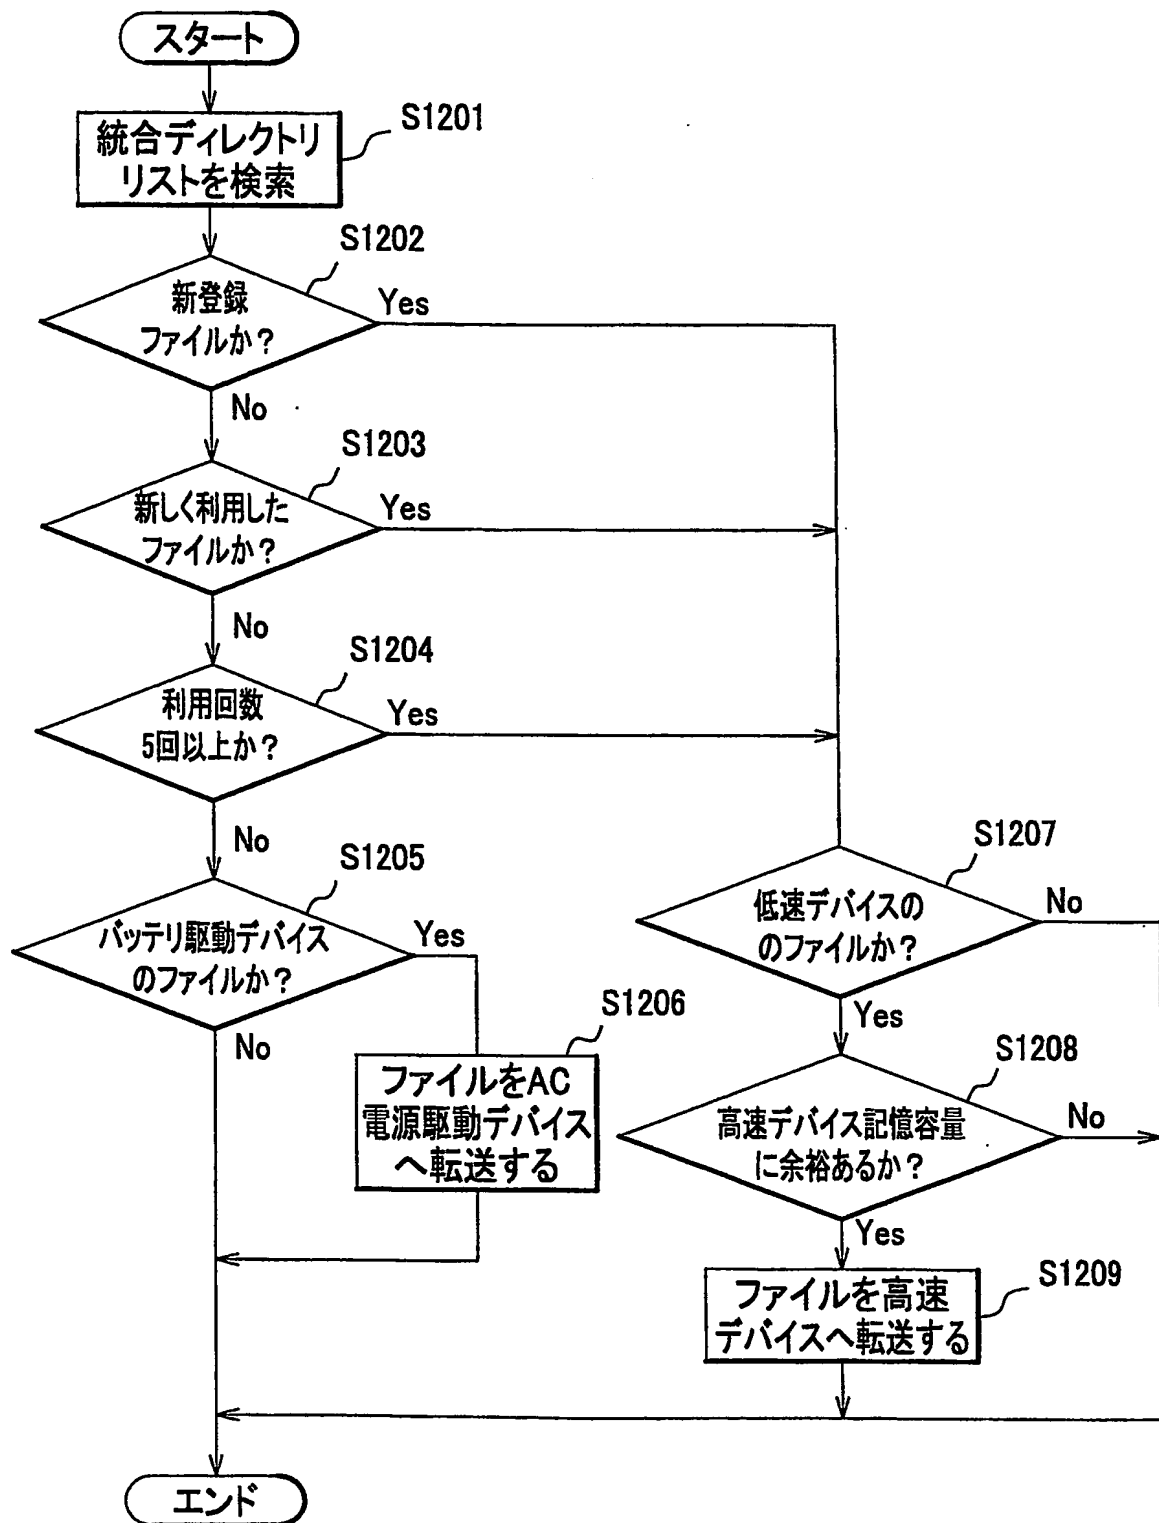 スタート
統合ディレクトリ
リストを検索
S1201
S1202
新登録
ファイルか?
Yes
No
S1203
新しく利用した
ファイルか?
Yes
No
S1204
利用回数
5回以上か?
Yes
No
S1205
バッテリ駆動デバイス
のファイルか?
Yes
No
S1206
ファイルをAC
電源駆動デバイス
へ転送する
S1207
低速デバイスの
のファイルか?
No
Yes
S1208
高速デバイス記憶容量
に余裕あるか?
No
Yes
S1209
ファイルを高速
デバイスへ転送する
エンド